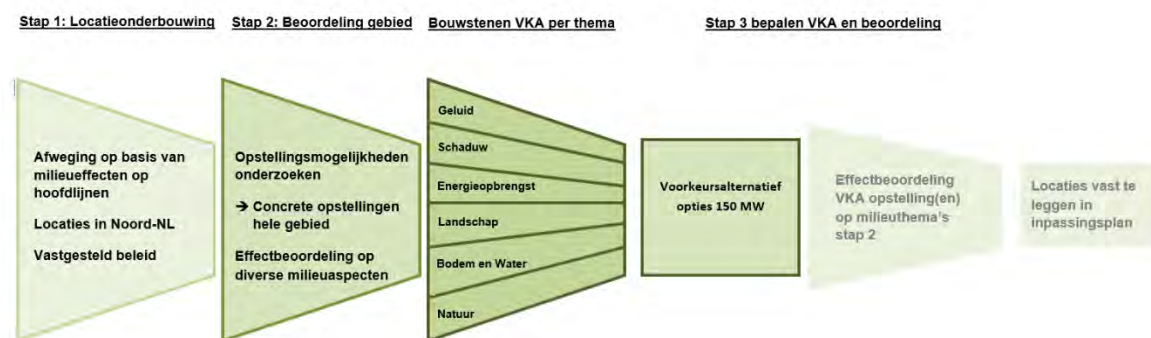 Stap 1: Locatieonderbouwing
Stap 2: Beoordeling gebied
Bouwstenen VKA per thema
Stap 3 bepalen VKA en beoordeling
Afweging op basis van
milieueffecten op
hoofdlijnen
Locaties in Noord-NL
Vastgesteld beleid
Opstellingsmogelijkheden
onderzoeken
→ Concrete opstellingen
hele gebied
Effectbeoordeling op
diverse milieuaspecten
Geluid
Schaduw
Energieopbrengst
Landschap
Bodem en Water
Natuur
Voorkeursalternatief
opties 150 MW
Effectbeoordeling
VKA opstelling(en)
op milieuthema's
stap 2
Locaties vast te
leggen in
inpassingsplan